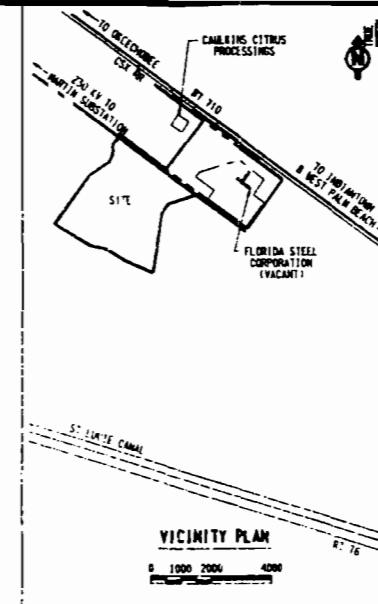 TO OKEECHOBEE
CSX RR
RT 710
CAULKINS CITRUS
PROCESSINGS
N
230 KV TO
MARTIN SUBSTATION
TO INDIANTOWN
& WEST PALM BEACH
SITE
FLORIDA STEEL
CORPORATION
(VACANT)
ST LUCIE CANAL
RT 76
VICINITY PLAN
0 1000 2000 4000